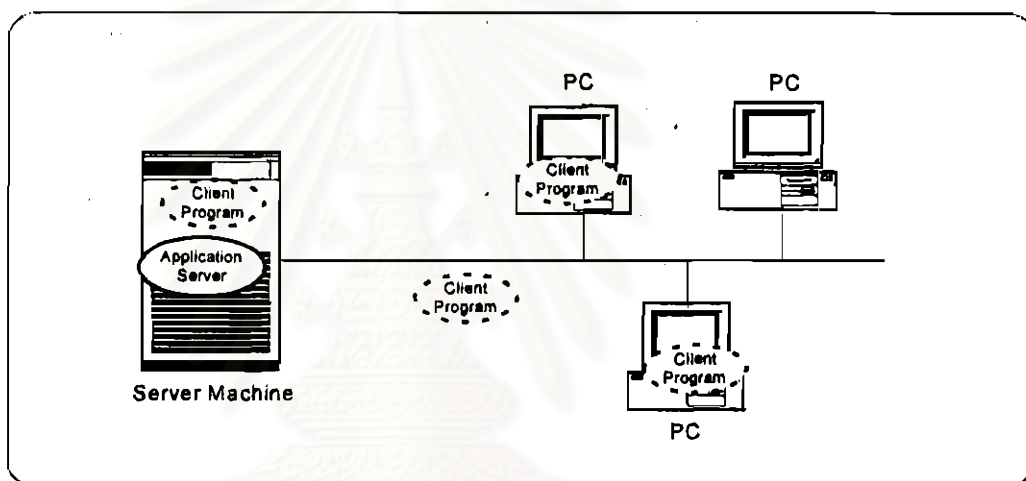 PC
PC
Client
Program
Client
Program
Application
Server
Client
Program
Client
Program
Server Machine
PC